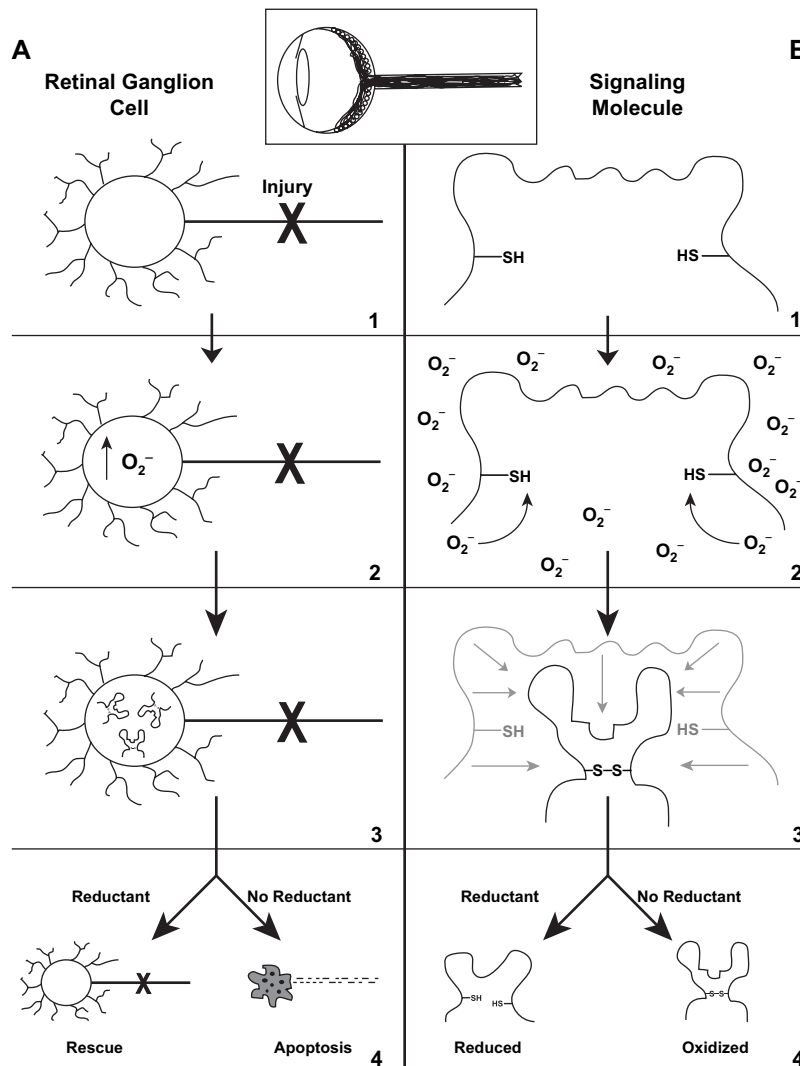 A
Retinal Ganglion
Cell
Injury
X
1
O₂⁻
X
2
X
3
Reductant
No Reductant
X
Rescue
Apoptosis
4
Signaling
Molecule
SH
HS
1
O₂⁻ O₂⁻ O₂⁻ O₂⁻
O₂⁻ O₂⁻
O₂⁻ SH HS O₂⁻ O₂⁻
O₂⁻
O₂⁻ O₂⁻
O₂⁻ O₂⁻
2
SH
HS
S–S
3
Reductant
No Reductant
SH
HS
S–S
Reduced
Oxidized